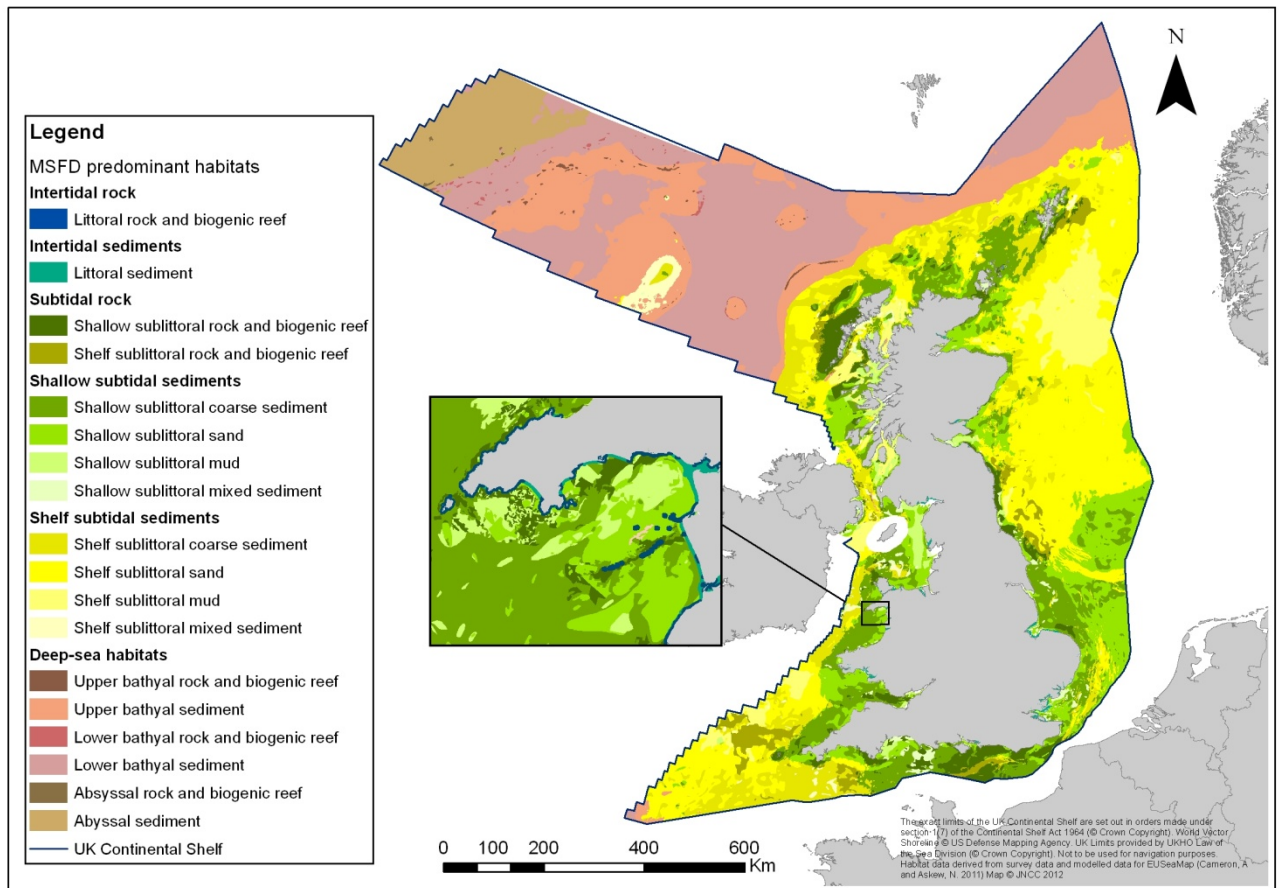 Legend
MSFD predominant habitats
Intertidal rock
Littoral rock and biogenic reef
Intertidal sediments
Littoral sediment
Subtidal rock
Shallow sublittoral rock and biogenic reef
Shelf sublittoral rock and biogenic reef
Shallow subtidal sediments
Shallow sublittoral coarse sediment
Shallow sublittoral sand
Shallow sublittoral mud
Shallow sublittoral mixed sediment
Shelf subtidal sediments
Shelf sublittoral coarse sediment
Shelf sublittoral sand
Shelf sublittoral mud
Shelf sublittoral mixed sediment
Deep-sea habitats
Upper bathyal rock and biogenic reef
Upper bathyal sediment
Lower bathyal rock and biogenic reef
Lower bathyal sediment
Abyssal rock and biogenic reef
Abyssal sediment
UK Continental Shelf
N
0 100 200 400 600
Km
The exact limits of the UK Continental Shelf are set out in orders made under
section 1(7) of the Continental Shelf Act 1964 (© Crown Copyright). World Vector
Shoreline © US Defense Mapping Agency. UK Limits provided by UKHO Law of
the Sea Division (© Crown Copyright). Not to be used for navigation purposes.
Habitat data derived from survey data and modelled data for EUSeaMap (Cameron, A
and Askew, N. 2011) Map © JNCC 2012